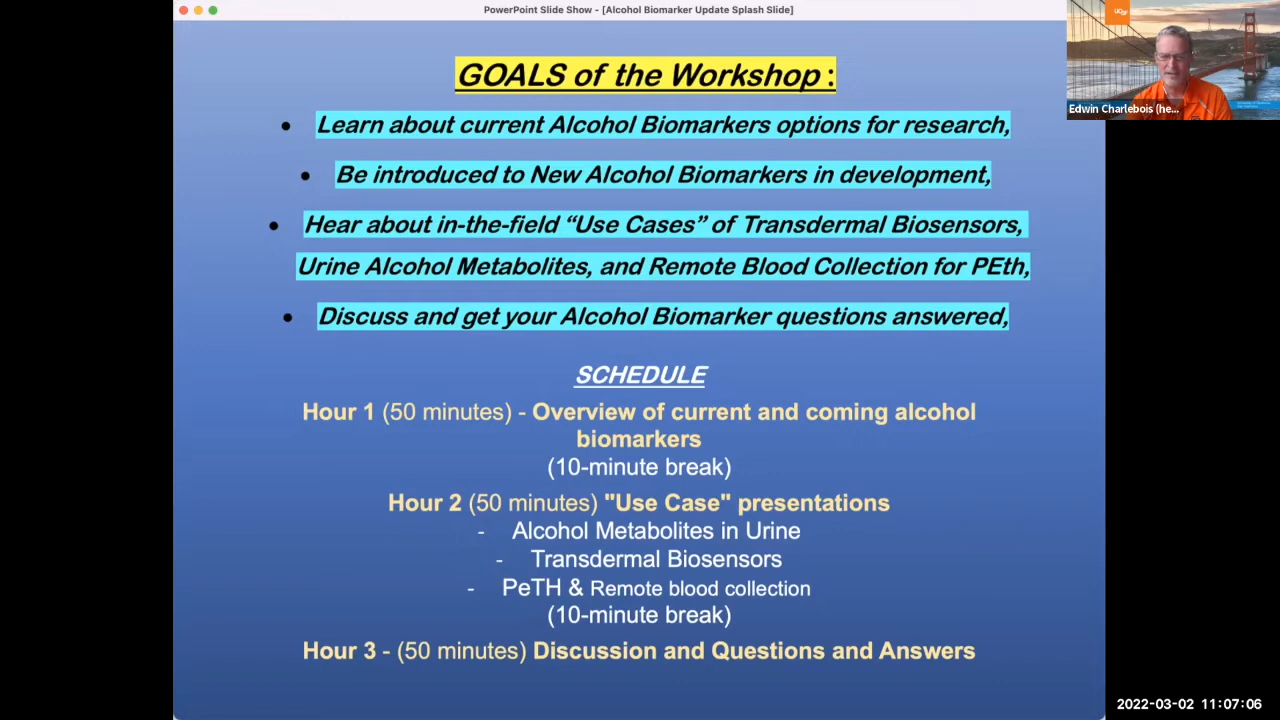 PowerPoint Slide Show - [Alcohol Biomarker Update Splash Slide]
GOALS of the Workshop :
• Learn about current Alcohol Biomarkers options for research,
• Be introduced to New Alcohol Biomarkers in development,
• Hear about in-the-field “Use Cases” of Transdermal Biosensors,
Urine Alcohol Metabolites, and Remote Blood Collection for PEth,
• Discuss and get your Alcohol Biomarker questions answered,
SCHEDULE
Hour 1 (50 minutes) - Overview of current and coming alcohol
biomarkers
(10-minute break)
Hour 2 (50 minutes) "Use Case" presentations
- Alcohol Metabolites in Urine
- Transdermal Biosensors
- PeTH & Remote blood collection
(10-minute break)
Hour 3 - (50 minutes) Discussion and Questions and Answers
Edwin Charlebois (he...
2022-03-02 11:07:06